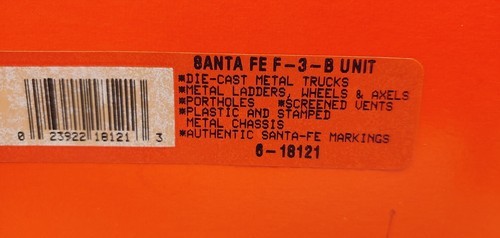 SANTA FE F-3-B UNIT
*DIE-CAST METAL TRUCKS
*METAL LADDERS, WHEELS & AXELS
*PORTHOLES *SCREENED VENTS
*PLASTIC AND STAMPED
METAL CHASSIS
*AUTHENTIC SANTA-FE MARKINGS
6-18121
0 23922 18121 3